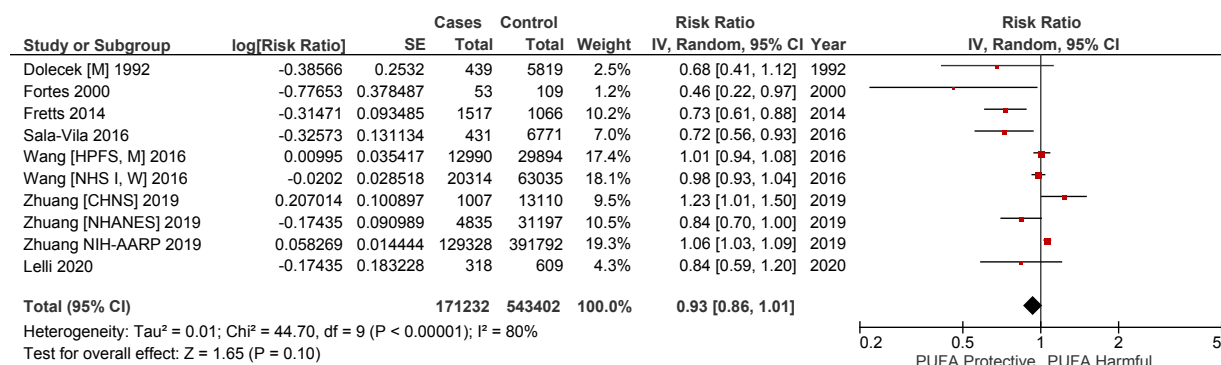 Cases Control Risk Ratio Risk Ratio
Study or Subgroup log[Risk Ratio] SE Total Total Weight IV, Random, 95% CI Year IV, Random, 95% CI
Dolecek [M] 1992 -0.38566 0.2532 439 5819 2.5% 0.68 [0.41, 1.12] 1992
Fortes 2000 -0.77653 0.378487 53 109 1.2% 0.46 [0.22, 0.97] 2000
Fretts 2014 -0.31471 0.093485 1517 1066 10.2% 0.73 [0.61, 0.88] 2014
Sala-Vila 2016 -0.32573 0.131134 431 6771 7.0% 0.72 [0.56, 0.93] 2016
Wang [HPFS, M] 2016 0.00995 0.035417 12990 29894 17.4% 1.01 [0.94, 1.08] 2016
Wang [NHS I, W] 2016 -0.0202 0.028518 20314 63035 18.1% 0.98 [0.93, 1.04] 2016
Zhuang [CHNS] 2019 0.207014 0.100897 1007 13110 9.5% 1.23 [1.01, 1.50] 2019
Zhuang [NHANES] 2019 -0.17435 0.090989 4835 31197 10.5% 0.84 [0.70, 1.00] 2019
Zhuang NIH-AARP 2019 0.058269 0.014444 129328 391792 19.3% 1.06 [1.03, 1.09] 2019
Lelli 2020 -0.17435 0.183228 318 609 4.3% 0.84 [0.59, 1.20] 2020
Total (95% CI) 171232 543402 100.0% 0.93 [0.86, 1.01]
Heterogeneity: Tau² = 0.01; Chi² = 44.70, df = 9 (P < 0.00001); I² = 80%
Test for overall effect: Z = 1.65 (P = 0.10)
0.2 0.5 1 2 5
PUFA Protective PUFA Harmful